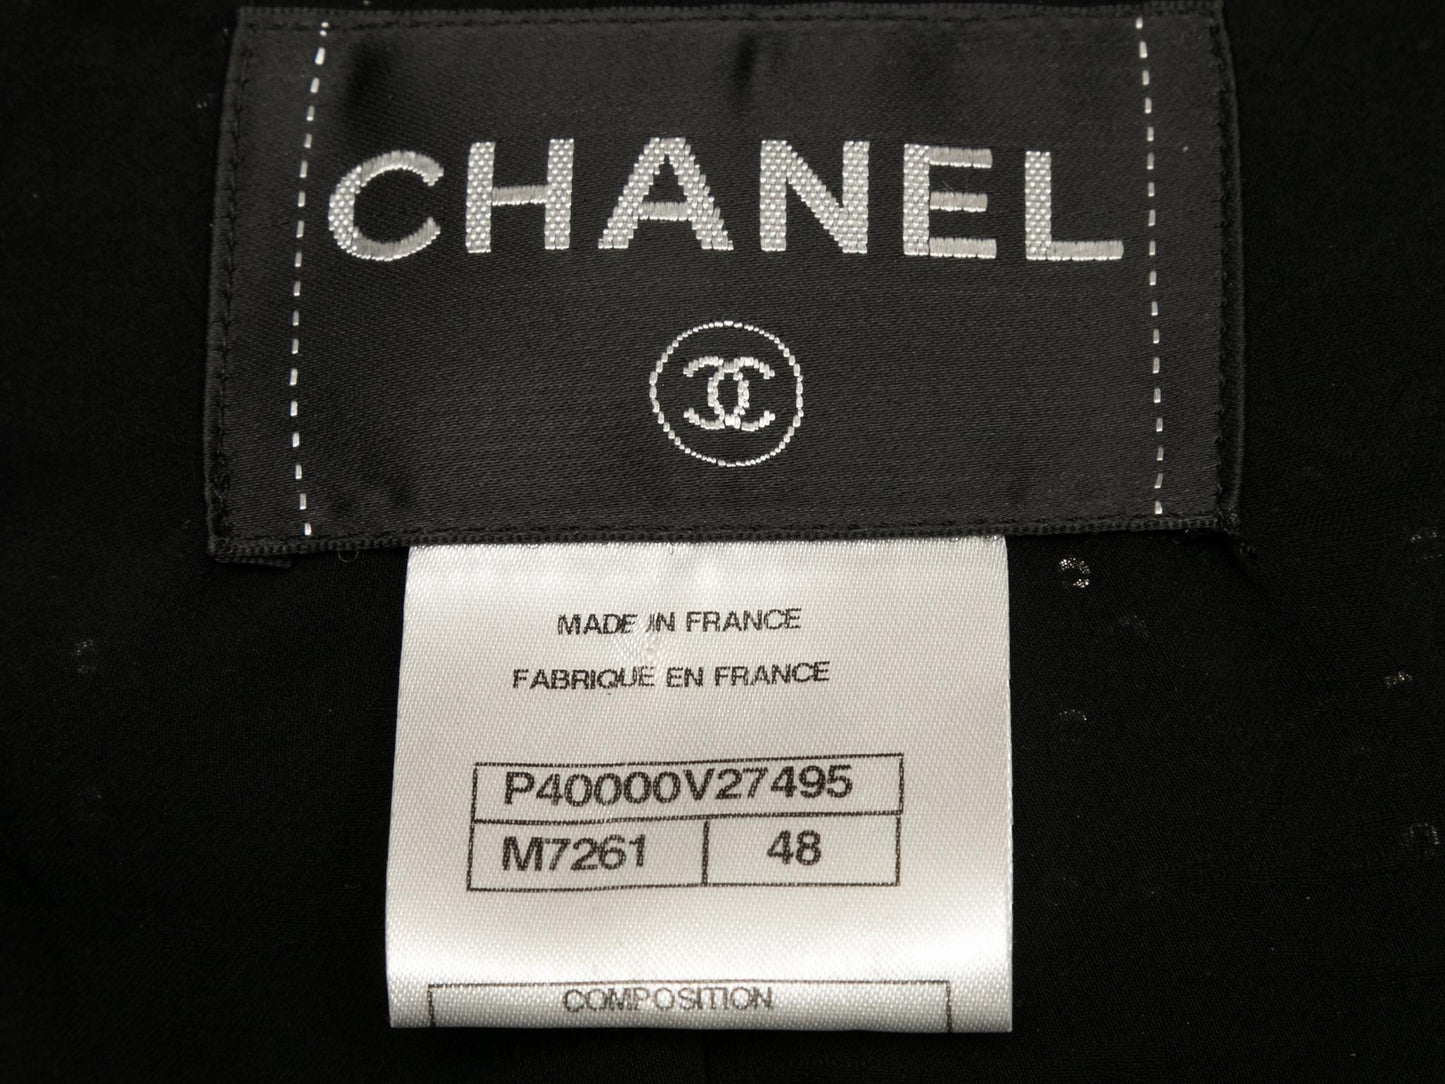 CHANEL
MADE IN FRANCE
FABRIQUE EN FRANCE
P40000V27495
M7261 48
COMPOSITION